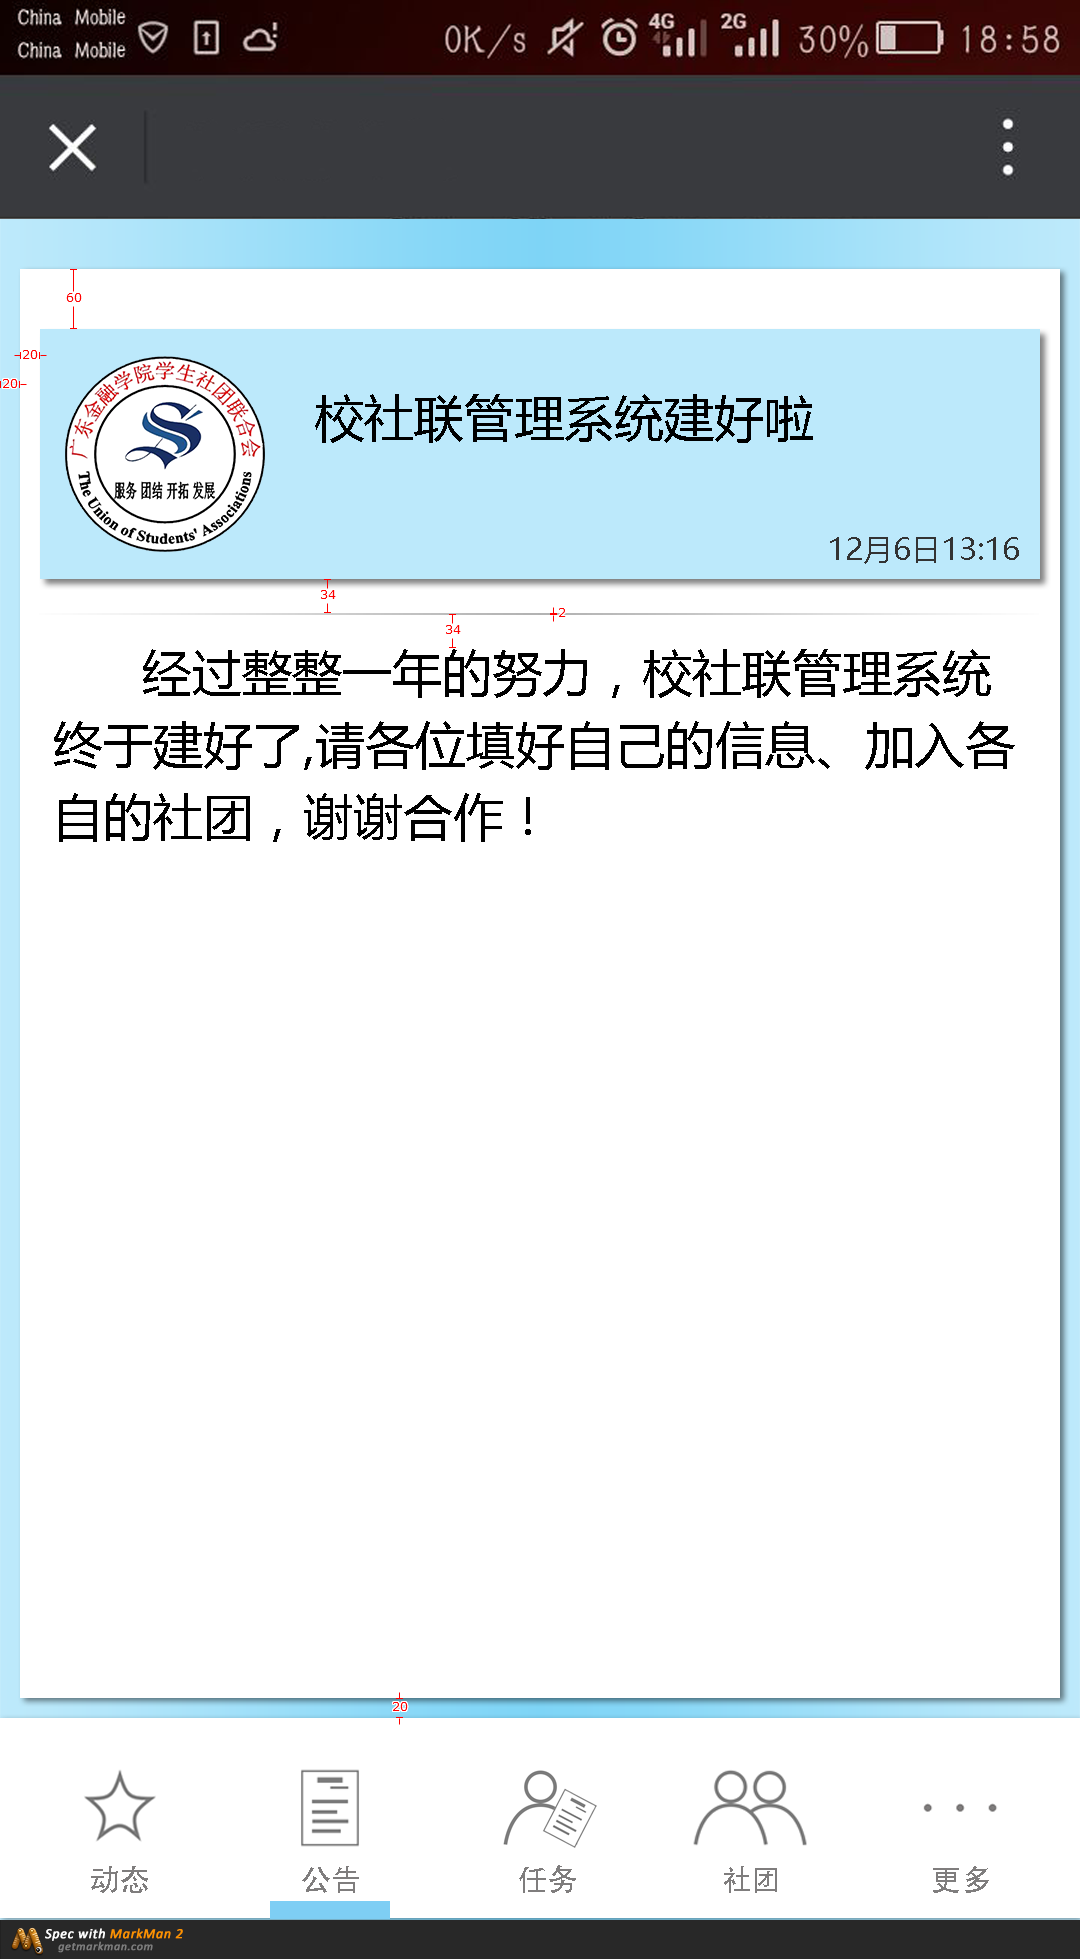 China Mobile
China Mobile
0K/s 4G 2G 30% 18:58
60
20
20
广东金融学院学生社团联合会
服务 团结 开拓 发展
The Union of Students' Associations
校社联管理系统建好啦
12月6日13:16
34
2
34
经过整整一年的努力，校社联管理系统
终于建好了,请各位填好自己的信息、加入各
自的社团，谢谢合作！
20
动态 公告 任务 社团 更多
Spec with MarkMan 2
getmarkman.com